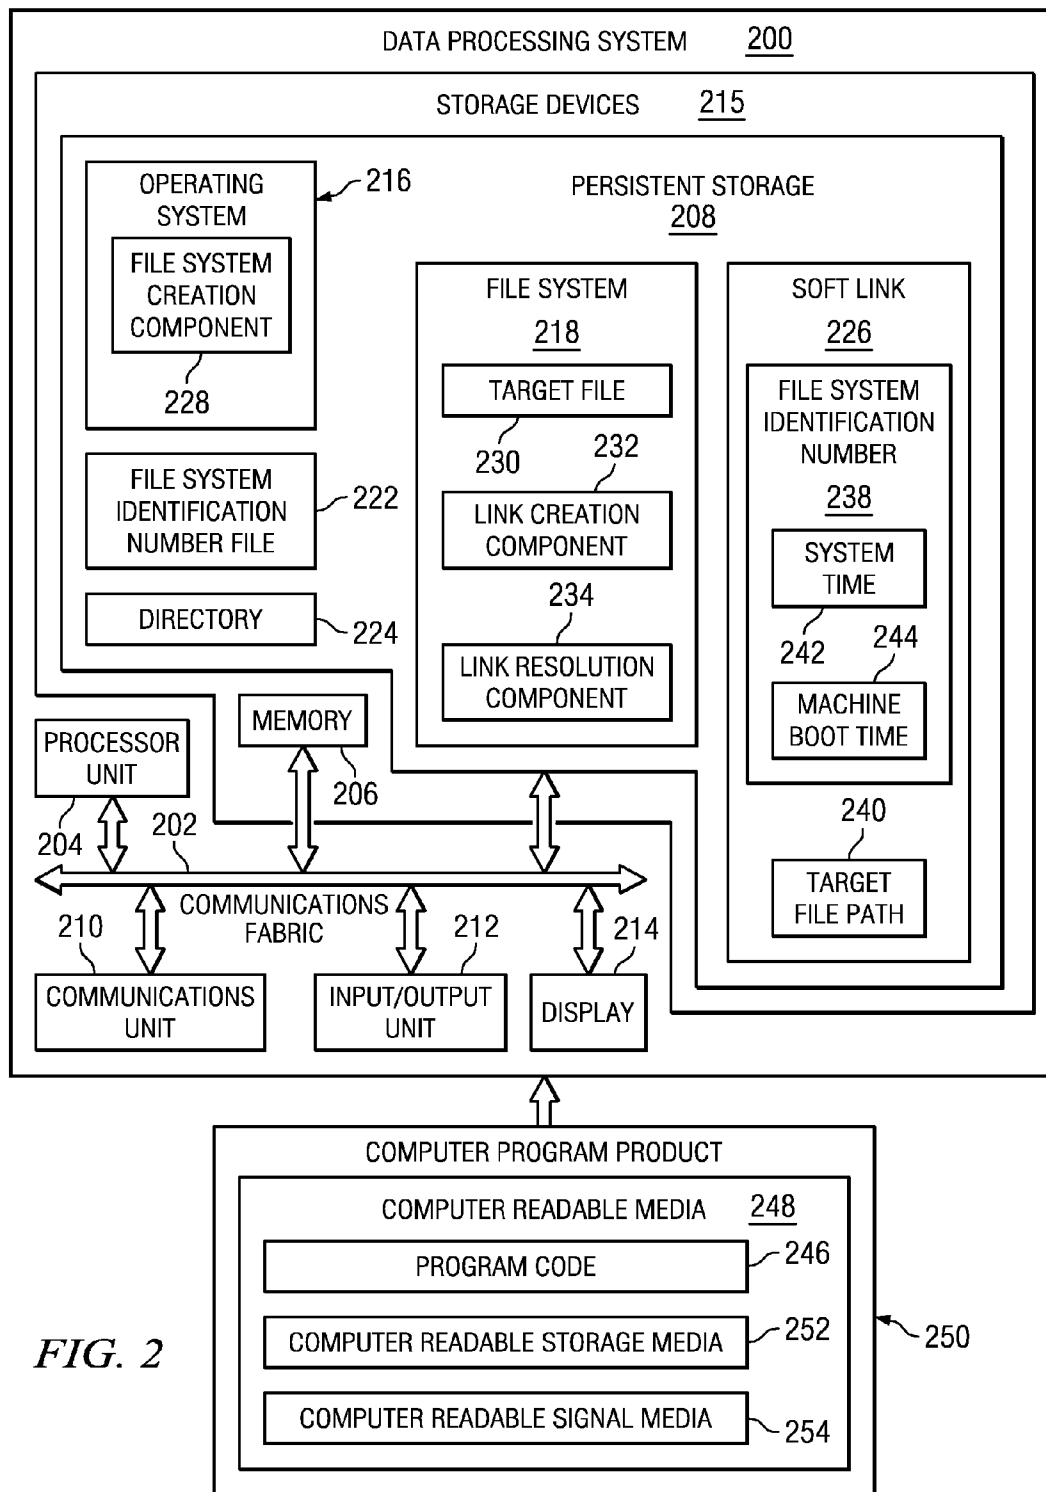 DATA PROCESSING SYSTEM 200
STORAGE DEVICES 215
OPERATING
SYSTEM
216
FILE SYSTEM
CREATION
COMPONENT
228
PERSISTENT STORAGE
208
FILE SYSTEM
IDENTIFICATION
NUMBER FILE
222
DIRECTORY
224
FILE SYSTEM
218
TARGET FILE
230
232
LINK CREATION
COMPONENT
234
LINK RESOLUTION
COMPONENT
SOFT LINK
226
FILE SYSTEM
IDENTIFICATION
NUMBER
238
SYSTEM
TIME
242
244
MACHINE
BOOT TIME
240
TARGET
FILE PATH
PROCESSOR
UNIT
204
MEMORY
206
202
COMMUNICATIONS
FABRIC
210
COMMUNICATIONS
UNIT
212
INPUT/OUTPUT
UNIT
214
DISPLAY
COMPUTER PROGRAM PRODUCT
COMPUTER READABLE MEDIA 248
PROGRAM CODE
246
COMPUTER READABLE STORAGE MEDIA
252
COMPUTER READABLE SIGNAL MEDIA
254
250
FIG. 2